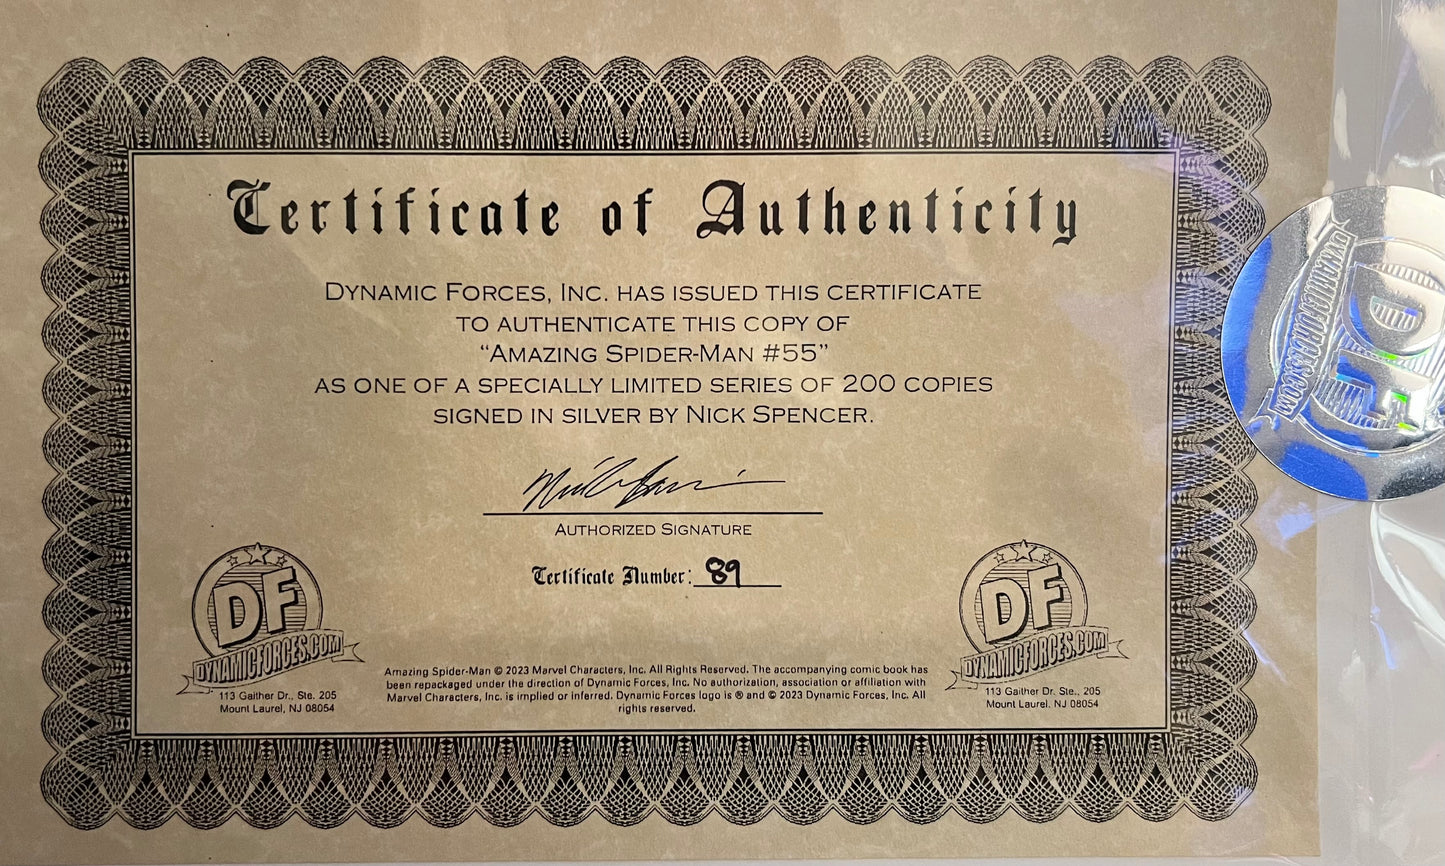 Certificate of Authenticity
DYNAMIC FORCES, INC. HAS ISSUED THIS CERTIFICATE
TO AUTHENTICATE THIS COPY OF
“AMAZING SPIDER-MAN #55”
AS ONE OF A SPECIALLY LIMITED SERIES OF 200 COPIES
SIGNED IN SILVER BY NICK SPENCER.
AUTHORIZED SIGNATURE
Certificate Number: 89
DF
DYNAMICFORCES.COM
113 Gaither Dr., Ste. 205
Mount Laurel, NJ 08054
Amazing Spider-Man © 2023 Marvel Characters, Inc. All Rights Reserved. The accompanying comic book has
been repackaged under the direction of Dynamic Forces, Inc. No authorization, association or affiliation with
Marvel Characters, Inc. is implied or inferred. Dynamic Forces logo is ® and © 2023 Dynamic Forces, Inc. All
rights reserved.
DF
DYNAMICFORCES.COM
113 Gaither Dr. Ste., 205
Mount Laurel, NJ 08054
DF
DYNAMICFORCES.COM